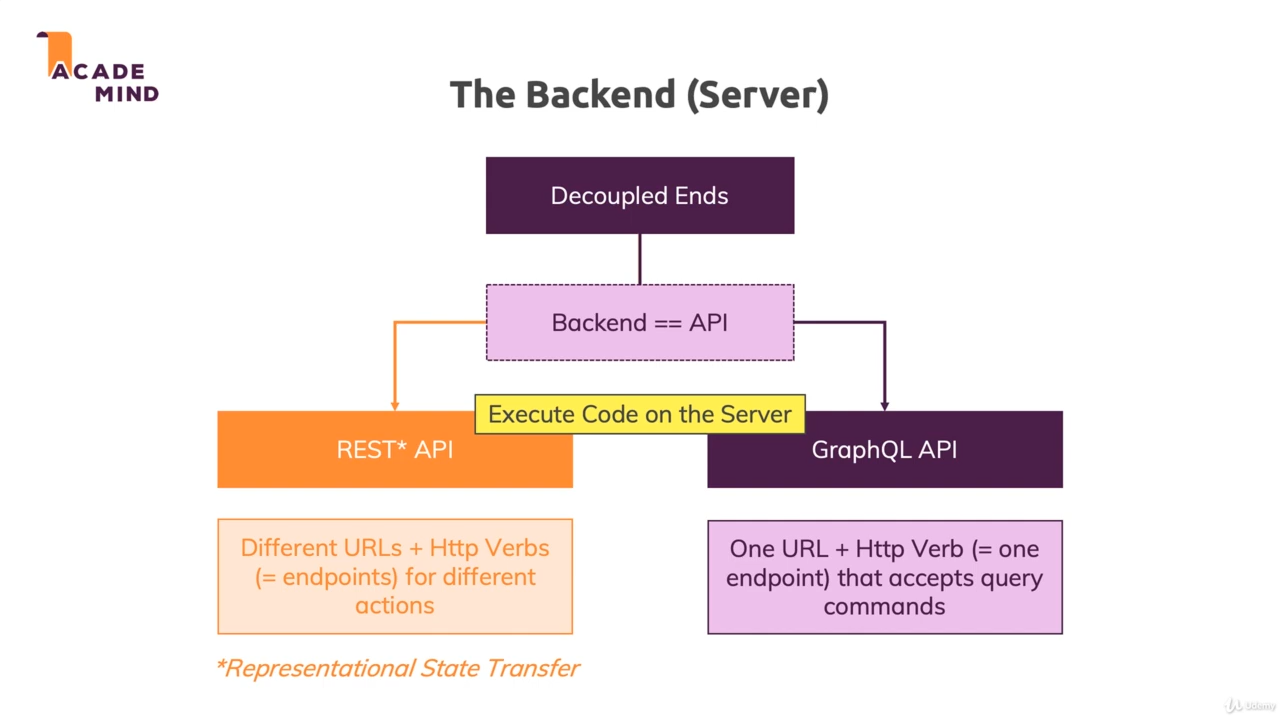 ACADE
MIND
The Backend (Server)
Decoupled Ends
Backend == API
Execute Code on the Server
REST* API
GraphQL API
Different URLs + Http Verbs
(= endpoints) for different
actions
One URL + Http Verb (= one
endpoint) that accepts query
commands
*Representational State Transfer
Udemy